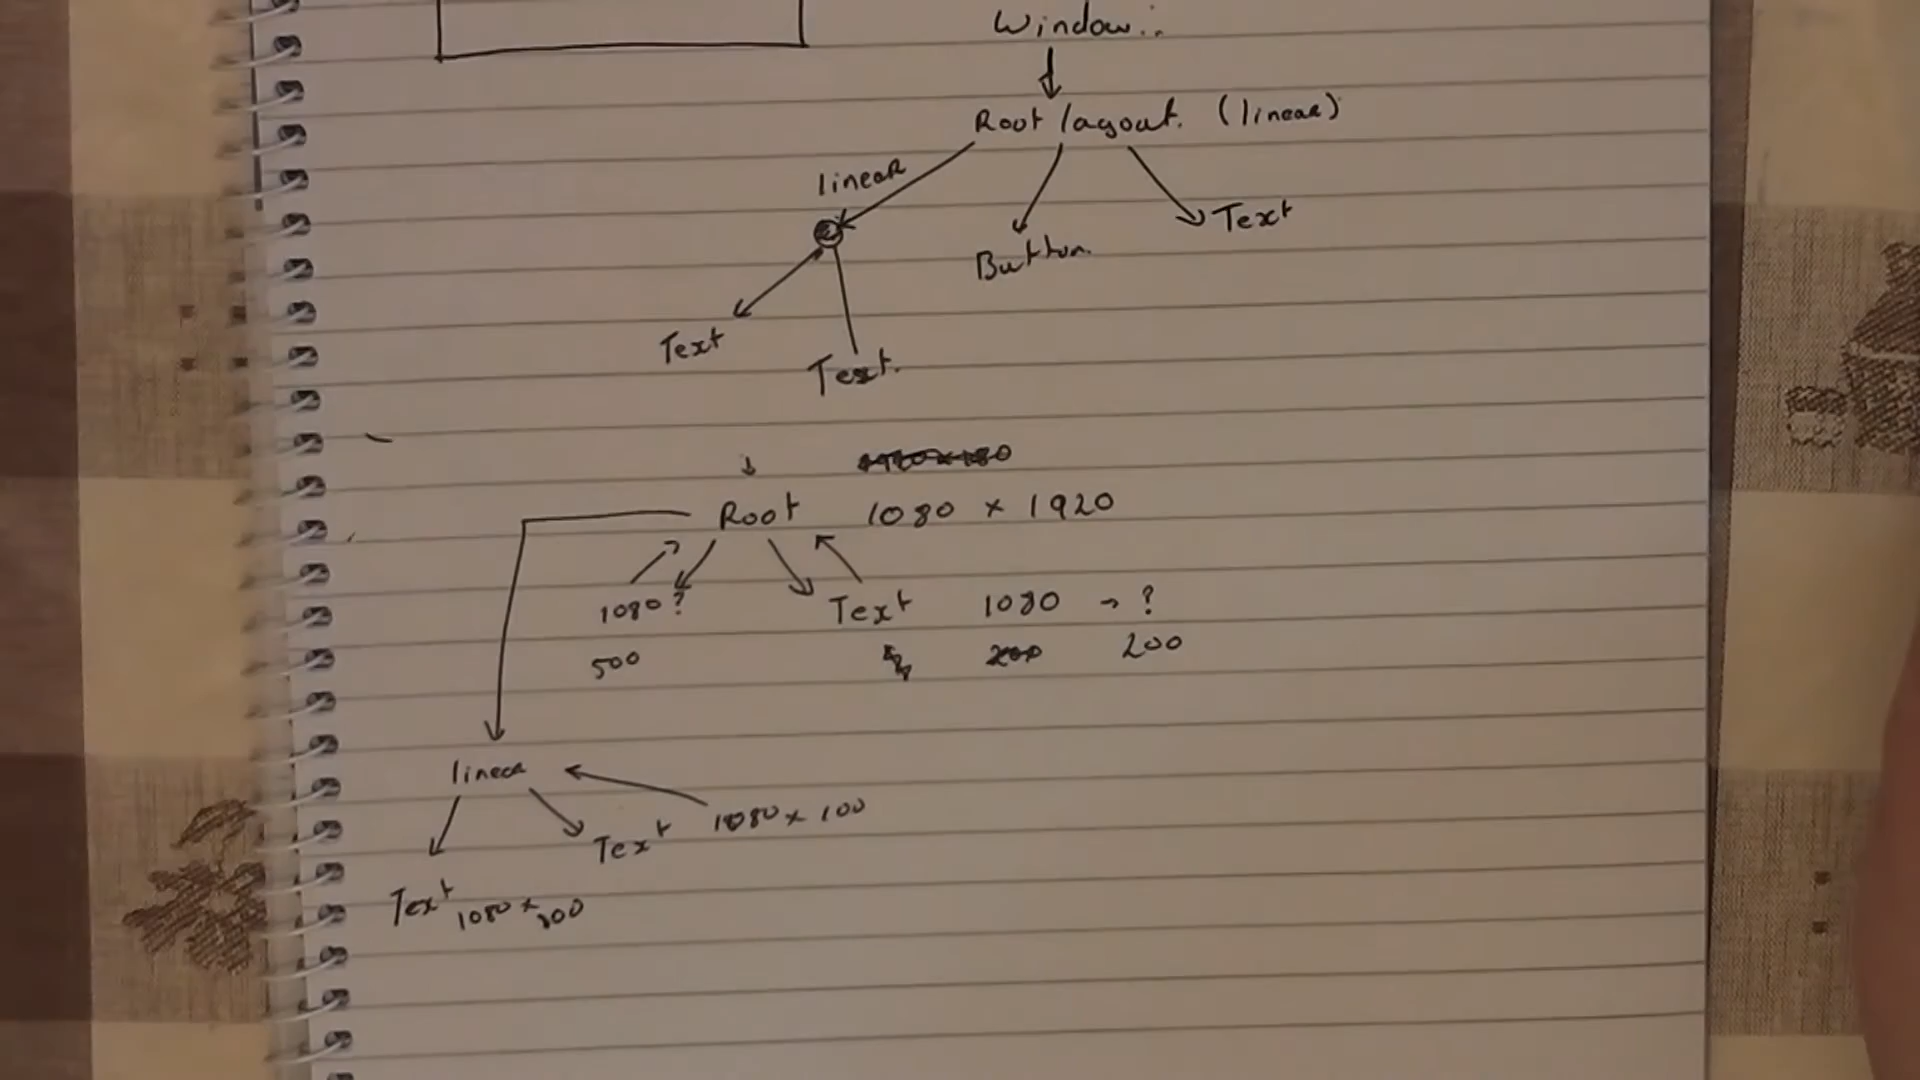 Window..
Root layout. (linear)
linear
Button.
Text
Text
Text.
Root 1080 x 1920
1080 ?
Text 1080 → ?
500
200
linear
Text 1080 x 100
Text 1080 x